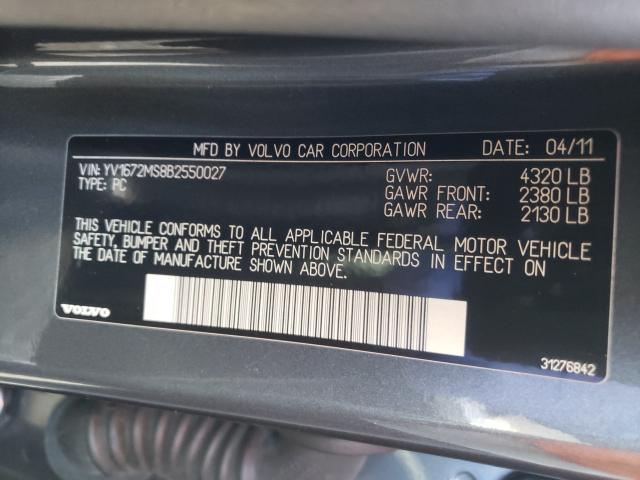 MFD BY VOLVO CAR CORPORATION DATE: 04/11
VIN: YV1672MS8B2550027
TYPE: PC
GVWR: 4320 LB
GAWR FRONT: 2380 LB
GAWR REAR: 2130 LB
THIS VEHICLE CONFORMS TO ALL APPLICABLE FEDERAL MOTOR VEHICLE
SAFETY, BUMPER AND THEFT PREVENTION STANDARDS IN EFFECT ON
THE DATE OF MANUFACTURE SHOWN ABOVE.
VOLVO
31276842